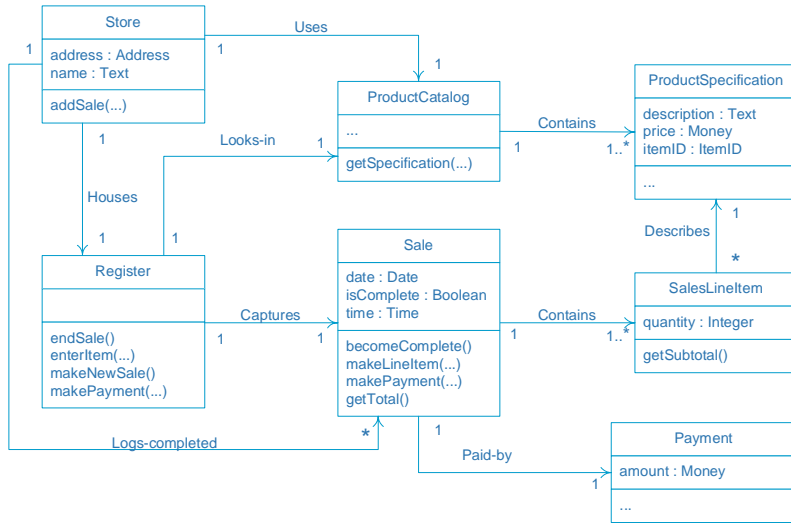 Store
address : Address
name : Text
addSale(...)
1
1
Uses
1
ProductCatalog
...
getSpecification(...)
1
Contains
1..*
ProductSpecification
description : Text
price : Money
itemID : ItemID
...
1
Looks-in
1
Houses
1
1
1
Describes
*
Register
endSale()
enterItem(...)
makeNewSale()
makePayment(...)
1
Captures
1
Sale
date : Date
isComplete : Boolean
time : Time
becomeComplete()
makeLineItem(...)
makePayment(...)
getTotal()
1
Contains
1..*
SalesLineItem
quantity : Integer
getSubtotal()
Logs-completed
*
1
Paid-by
1
Payment
amount : Money
...